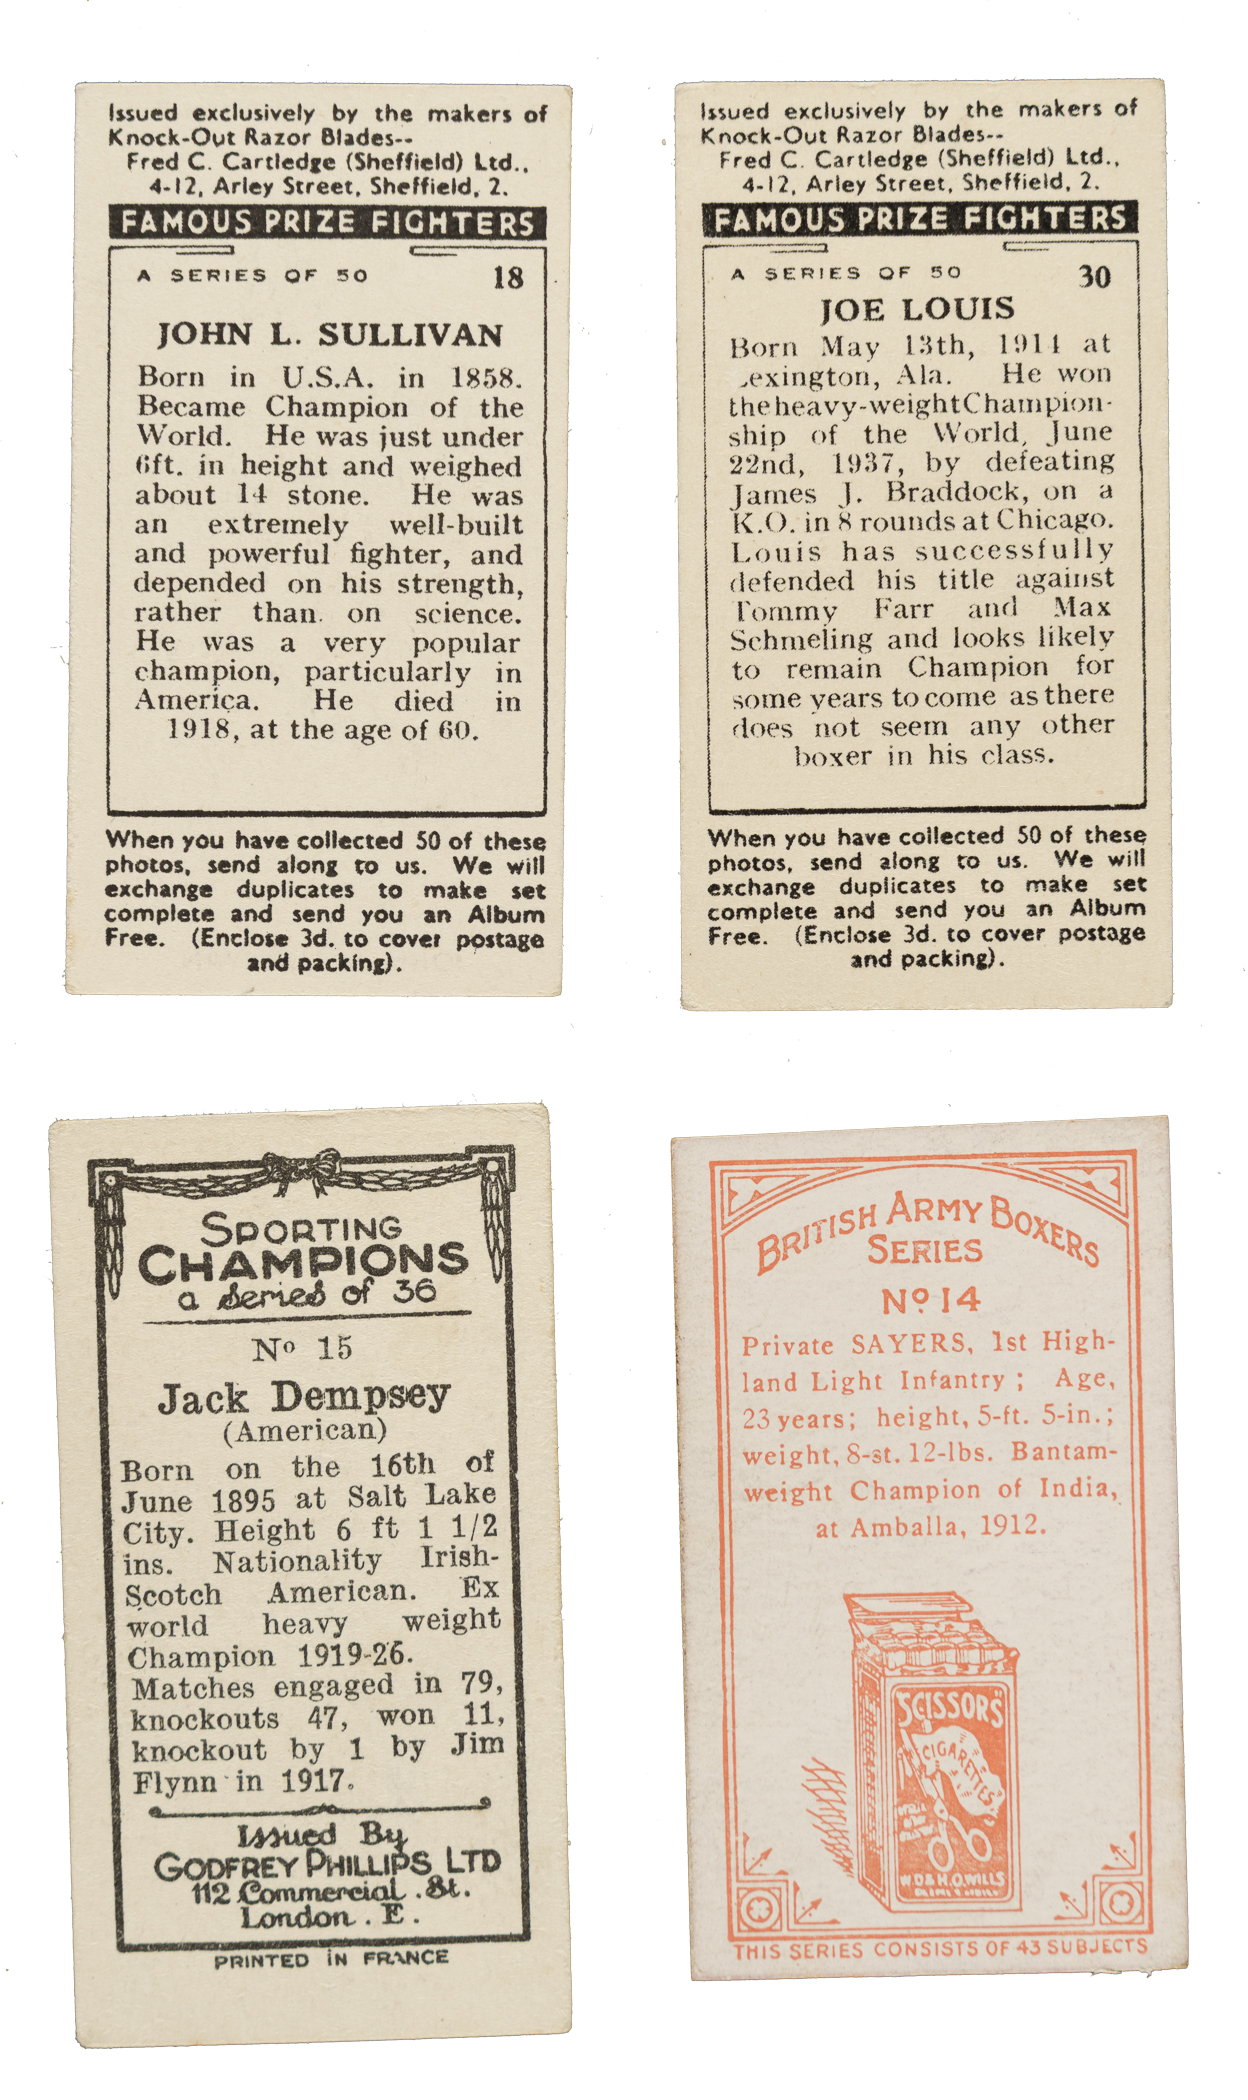 Issued exclusively by the makers of
Knock-Out Razor Blades--
Fred C. Cartledge (Sheffield) Ltd.,
4-12, Arley Street, Sheffield, 2.
FAMOUS PRIZE FIGHTERS
A SERIES OF 50 18
JOHN L. SULLIVAN
Born in U.S.A. in 1858.
Became Champion of the
World. He was just under
6ft. in height and weighed
about 14 stone. He was
an extremely well-built
and powerful fighter, and
depended on his strength,
rather than on science.
He was a very popular
champion, particularly in
America. He died in
1918, at the age of 60.
When you have collected 50 of these
photos, send along to us. We will
exchange duplicates to make set
complete and send you an Album
Free. (Enclose 3d. to cover postage
and packing).
Issued exclusively by the makers of
Knock-Out Razor Blades--
Fred C. Cartledge (Sheffield) Ltd.,
4-12, Arley Street, Sheffield, 2.
FAMOUS PRIZE FIGHTERS
A SERIES OF 50 30
JOE LOUIS
Born May 13th, 1914 at
Lexington, Ala. He won
the heavy-weight Champion-
ship of the World, June
22nd, 1937, by defeating
James J. Braddock, on a
K.O. in 8 rounds at Chicago.
Louis has successfully
defended his title against
Tommy Farr and Max
Schmeling and looks likely
to remain Champion for
some years to come as there
does not seem any other
boxer in his class.
When you have collected 50 of these
photos, send along to us. We will
exchange duplicates to make set
complete and send you an Album
Free. (Enclose 3d. to cover postage
and packing).
SPORTING
CHAMPIONS
a series of 36
No 15
Jack Dempsey
(American)
Born on the 16th of
June 1895 at Salt Lake
City. Height 6 ft 1 1/2
ins. Nationality Irish-
Scotch American. Ex
world heavy weight
Champion 1919-26.
Matches engaged in 79,
knockouts 47, won 11,
knockout by 1 by Jim
Flynn in 1917.
Issued By
GODFREY PHILLIPS LTD
112 Commercial. St.
London. E.
PRINTED IN FRANCE
BRITISH ARMY BOXERS
SERIES
No. 14
Private SAYERS, 1st High-
land Light Infantry; Age,
23 years; height, 5-ft. 5-in.;
weight, 8-st. 12-lbs. Bantam-
weight Champion of India,
at Amballa, 1912.
SCISSORS
CIGARETTES
W.D. & H.O. WILLS
THIS SERIES CONSISTS OF 43 SUBJECTS